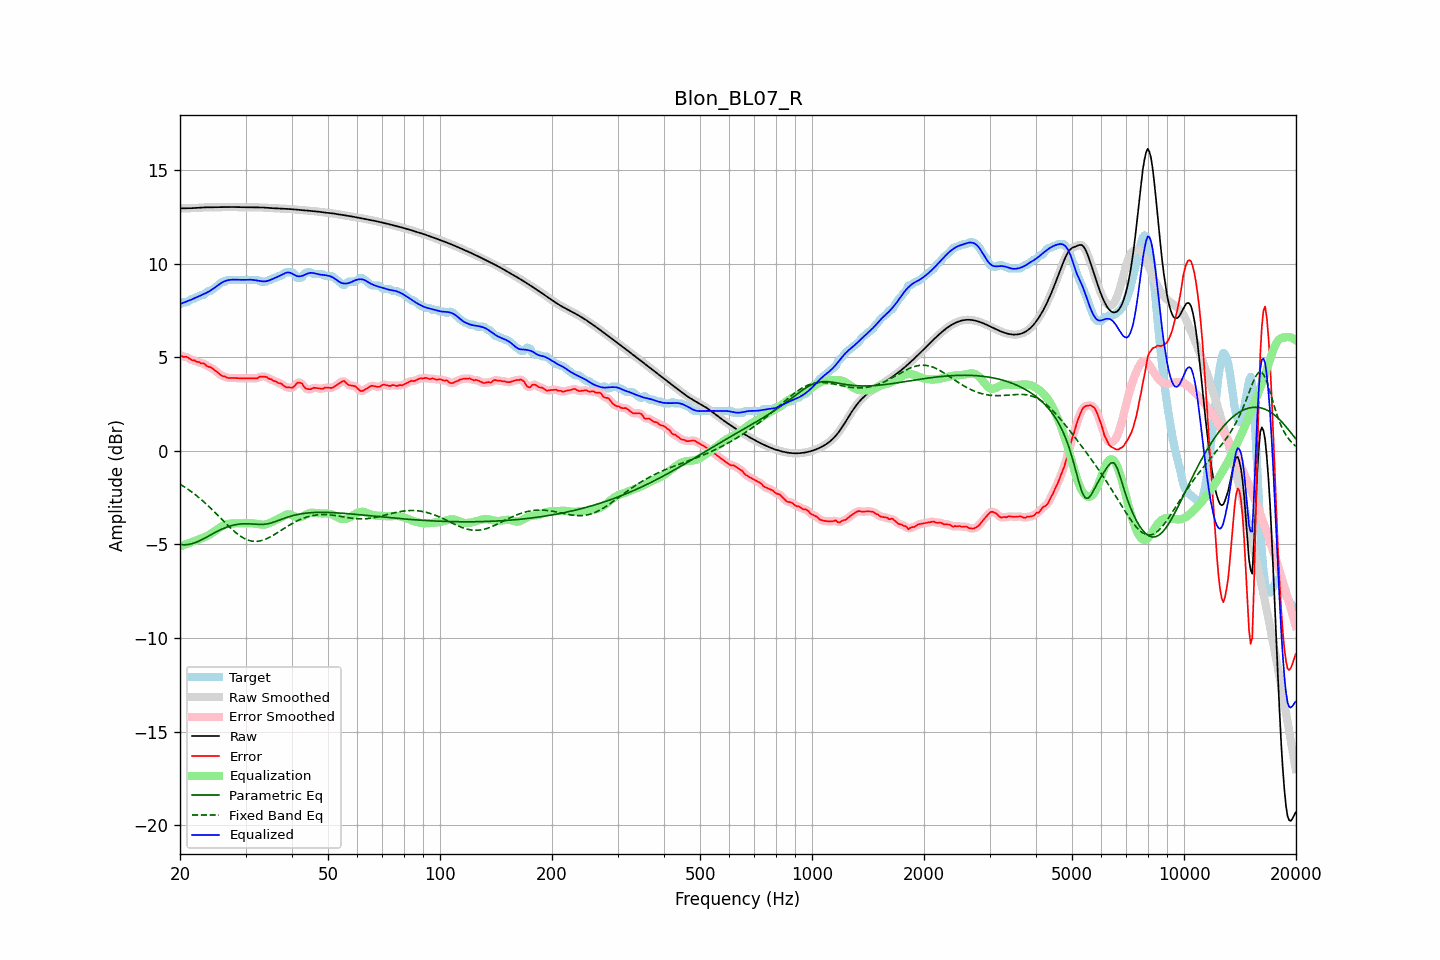 Blon_BL07_R
15
10
5
0
−5
−10
−15
−20
Amplitude (dBr)
Target
Raw Smoothed
Error Smoothed
Raw
Error
Equalization
Parametric Eq
Fixed Band Eq
Equalized
20 50 100 200 500 1000 2000 5000 10000 20000
Frequency (Hz)